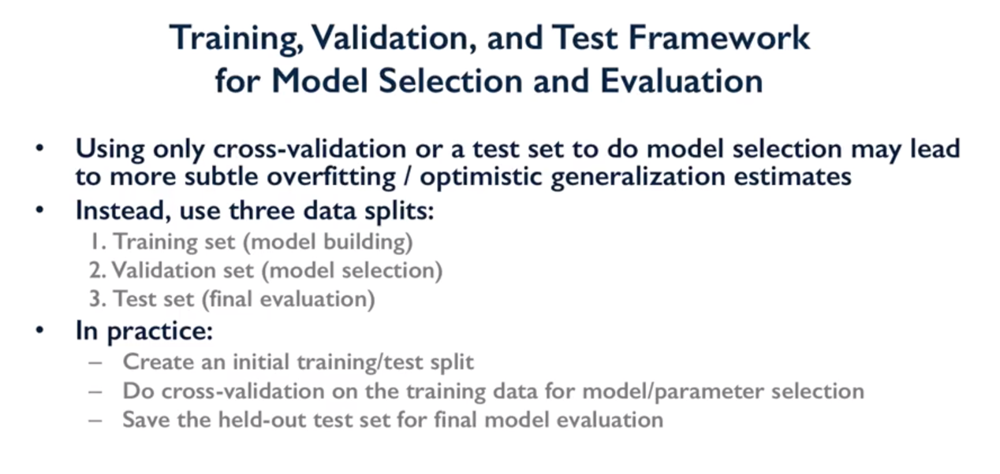 Training, Validation, and Test Framework
for Model Selection and Evaluation
• Using only cross-validation or a test set to do model selection may lead
to more subtle overfitting / optimistic generalization estimates
• Instead, use three data splits:
1. Training set (model building)
2. Validation set (model selection)
3. Test set (final evaluation)
• In practice:
– Create an initial training/test split
– Do cross-validation on the training data for model/parameter selection
– Save the held-out test set for final model evaluation